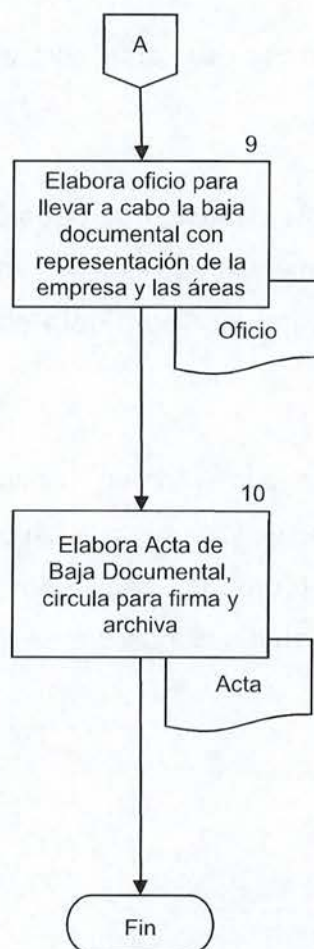 A
9
Elabora oficio para
llevar a cabo la baja
documental con
representación de la
empresa y las áreas
Oficio
10
Elabora Acta de
Baja Documental,
circula para firma y
archiva
Acta
Fin